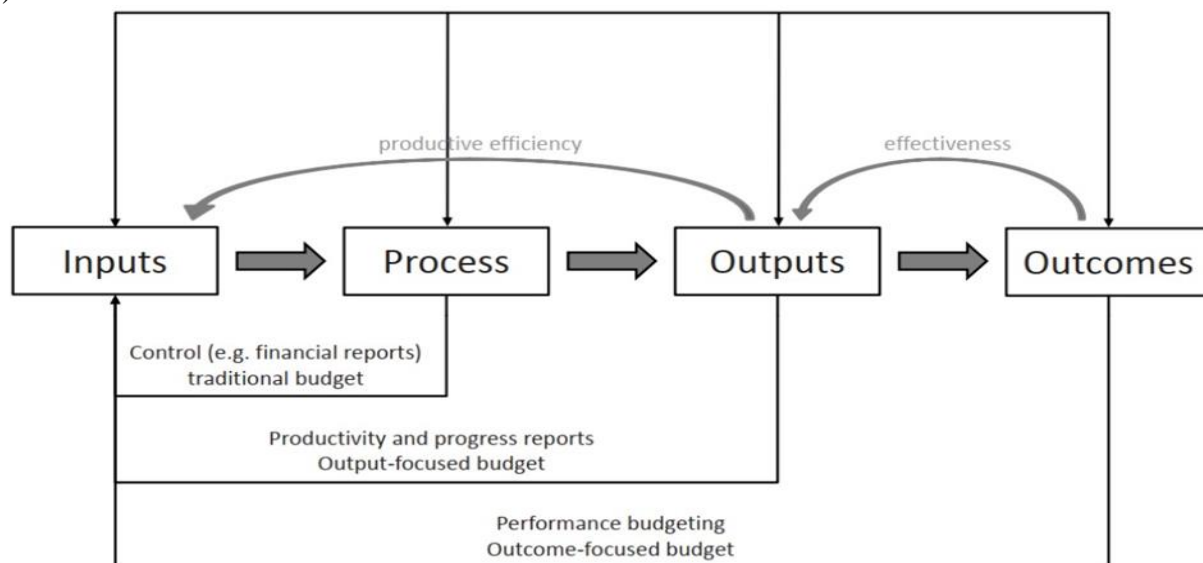 )
productive efficiency
effectiveness
Inputs
Process
Outputs
Outcomes
Control (e.g. financial reports)
traditional budget
Productivity and progress reports
Output-focused budget
Performance budgeting
Outcome-focused budget